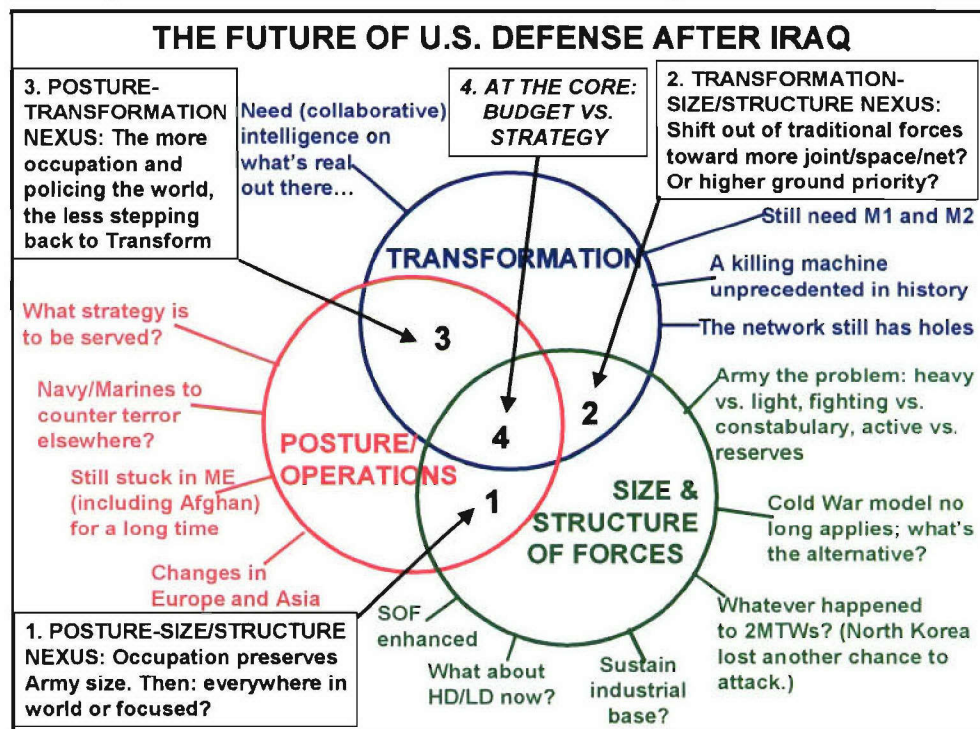 THE FUTURE OF U.S. DEFENSE AFTER IRAQ
3. POSTURE-
TRANSFORMATION
NEXUS: The more
occupation and
policing the world,
the less stepping
back to Transform
Need (collaborative)
intelligence on
what's real
out there...
4. AT THE CORE:
BUDGET VS.
STRATEGY
2. TRANSFORMATION-
SIZE/STRUCTURE NEXUS:
Shift out of traditional forces
toward more joint/space/net?
Or higher ground priority?
TRANSFORMATION
Still need M1 and M2
A killing machine
unprecedented in history
The network still has holes
What strategy is
to be served?
Navy/Marines to
counter terror
elsewhere?
Still stuck in ME
(including Afghan)
for a long time
Changes in
Europe and Asia
3
2
4
1
POSTURE/
OPERATIONS
SIZE &
STRUCTURE
OF FORCES
Army the problem: heavy
vs. light, fighting vs.
constabulary, active vs.
reserves
Cold War model no
long applies; what's
the alternative?
Whatever happened
to 2MTWs? (North Korea
lost another chance to
attack.)
1. POSTURE-SIZE/STRUCTURE
NEXUS: Occupation preserves
Army size. Then: everywhere in
world or focused?
SOF
enhanced
What about
HD/LD now?
Sustain
industrial
base?